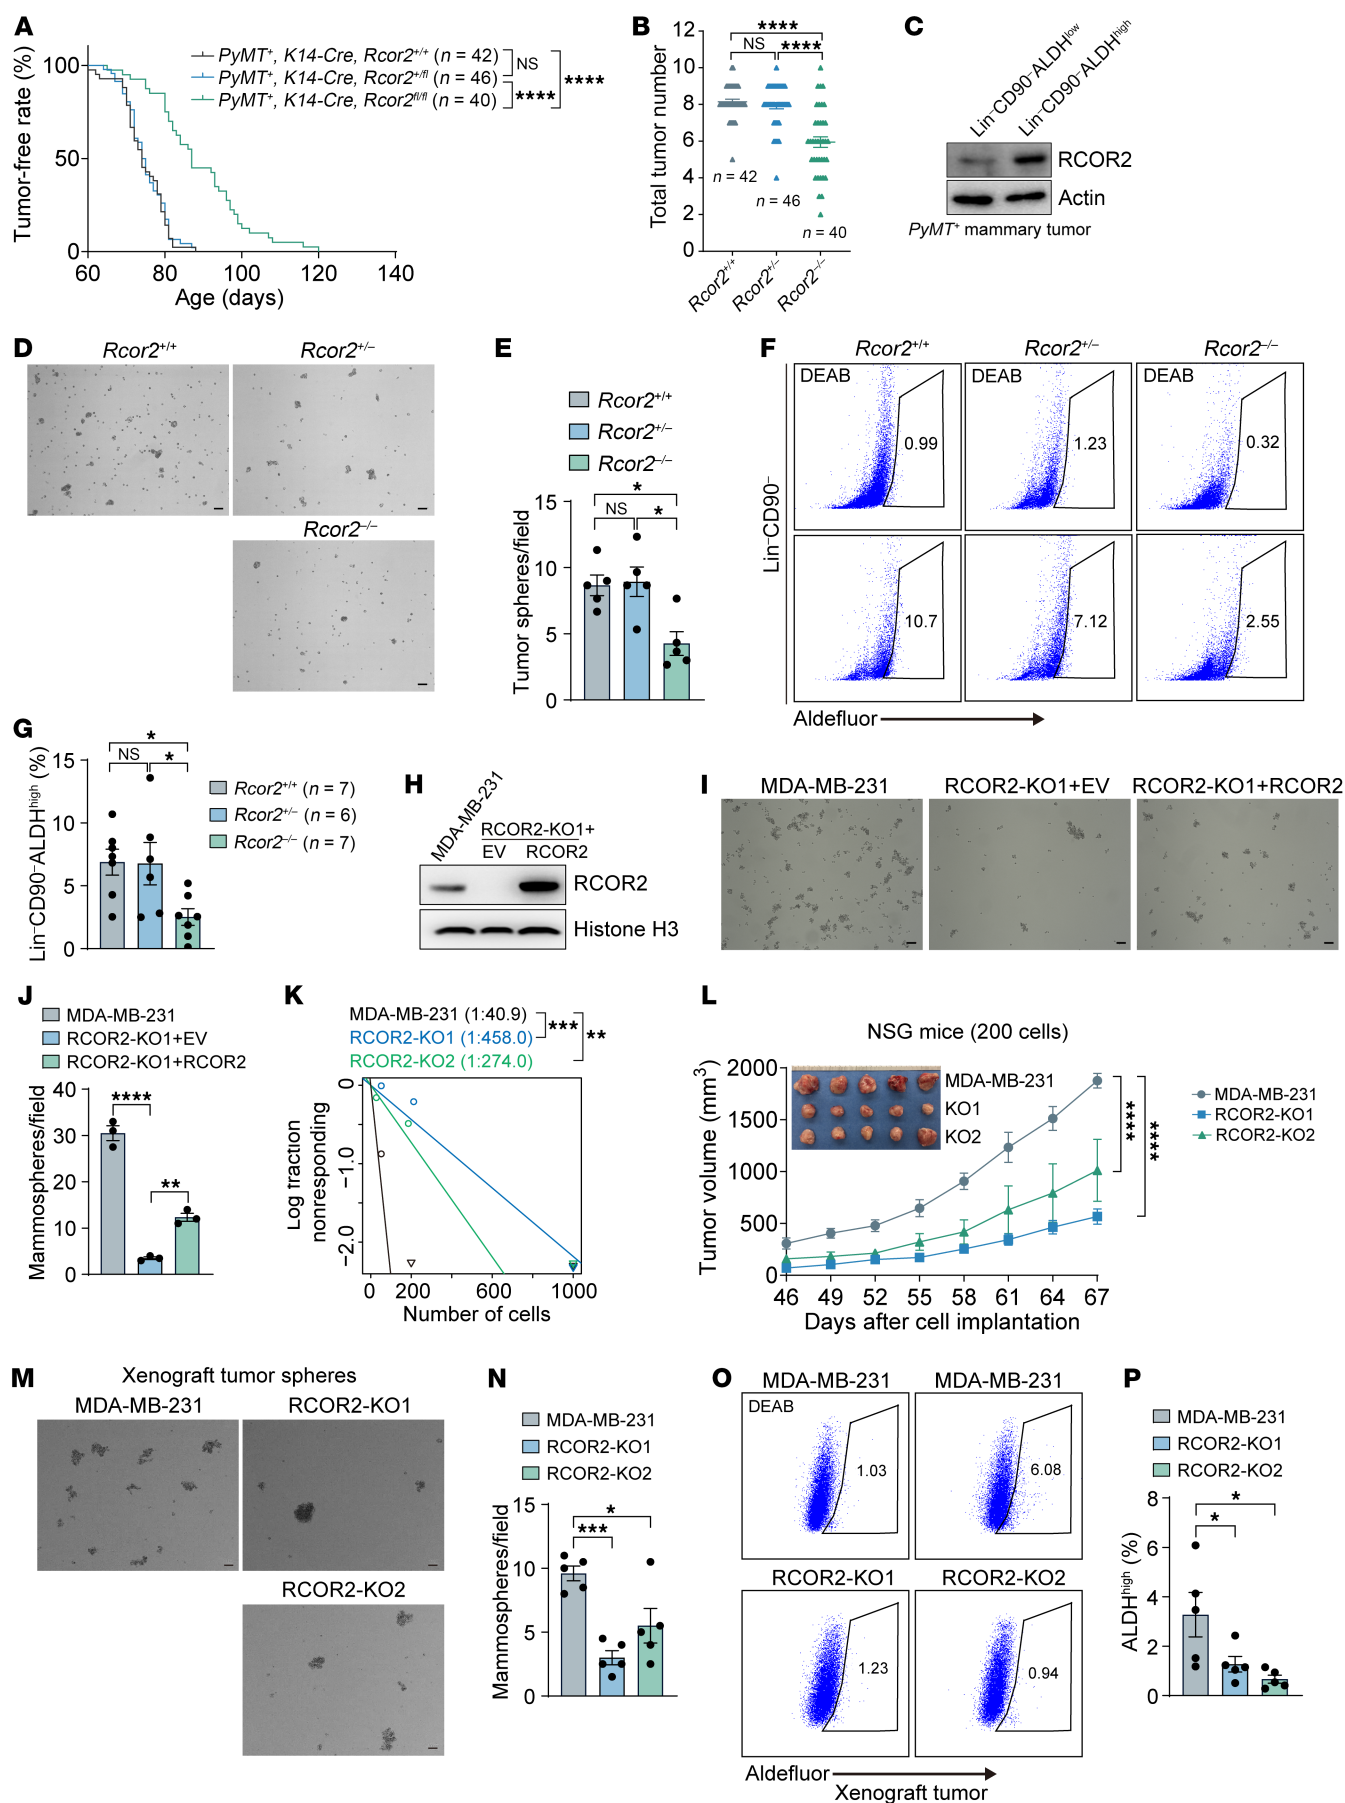 A
Tumor-free rate (%)
100
50
0
60 80 100 120 140
Age (days)
PyMT⁺, K14-Cre, Rcor2⁺/⁺ (n = 42)
PyMT⁺, K14-Cre, Rcor2⁺/ᶠˡ (n = 46)
PyMT⁺, K14-Cre, Rcor2ᶠˡ/ᶠˡ (n = 40)
NS
****
****
B
Total tumor number
12
10
8
6
4
2
0
****
NS ****
n = 42
n = 46
n = 40
Rcor2⁺/⁺ Rcor2⁺/⁻ Rcor2⁻/⁻
C
Lin⁻CD90⁻ALDHˡᵒʷ
Lin⁻CD90⁻ALDHʰⁱᵍʰ
RCOR2
Actin
PyMT⁺ mammary tumor
D
Rcor2⁺/⁺ Rcor2⁺/⁻
Rcor2⁻/⁻
E
Rcor2⁺/⁺
Rcor2⁺/⁻
Rcor2⁻/⁻
Tumor spheres/field
15
10
5
0
*
NS *
F
Rcor2⁺/⁺ Rcor2⁺/⁻ Rcor2⁻/⁻
DEAB DEAB DEAB
0.99 1.23 0.32
10.7 7.12 2.55
Lin⁻CD90⁻
Aldefluor
G
Lin⁻CD90⁻ALDHʰⁱᵍʰ (%)
15
10
5
0
*
NS *
Rcor2⁺/⁺ (n = 7)
Rcor2⁺/⁻ (n = 6)
Rcor2⁻/⁻ (n = 7)
H
MDA-MB-231
RCOR2-KO1+
EV RCOR2
RCOR2
Histone H3
I
MDA-MB-231 RCOR2-KO1+EV RCOR2-KO1+RCOR2
J
MDA-MB-231
RCOR2-KO1+EV
RCOR2-KO1+RCOR2
Mammospheres/field
40
30
20
10
0
****
**
K
MDA-MB-231 (1:40.9)
RCOR2-KO1 (1:458.0)
RCOR2-KO2 (1:274.0)
***
**
Log fraction
nonresponding
0
−1.0
−2.0
0 200 600 1000
Number of cells
L
NSG mice (200 cells)
Tumor volume (mm³)
2000
1500
1000
500
0
46 49 52 55 58 61 64 67
Days after cell implantation
MDA-MB-231
KO1
KO2
****
****
MDA-MB-231
RCOR2-KO1
RCOR2-KO2
M
Xenograft tumor spheres
MDA-MB-231 RCOR2-KO1
RCOR2-KO2
N
MDA-MB-231
RCOR2-KO1
RCOR2-KO2
Mammospheres/field
15
10
5
0
*
***
O
MDA-MB-231 MDA-MB-231
DEAB
1.03 6.08
RCOR2-KO1 RCOR2-KO2
1.23 0.94
Aldefluor
Xenograft tumor
P
MDA-MB-231
RCOR2-KO1
RCOR2-KO2
ALDHʰⁱᵍʰ (%)
8
6
4
2
0
*
*